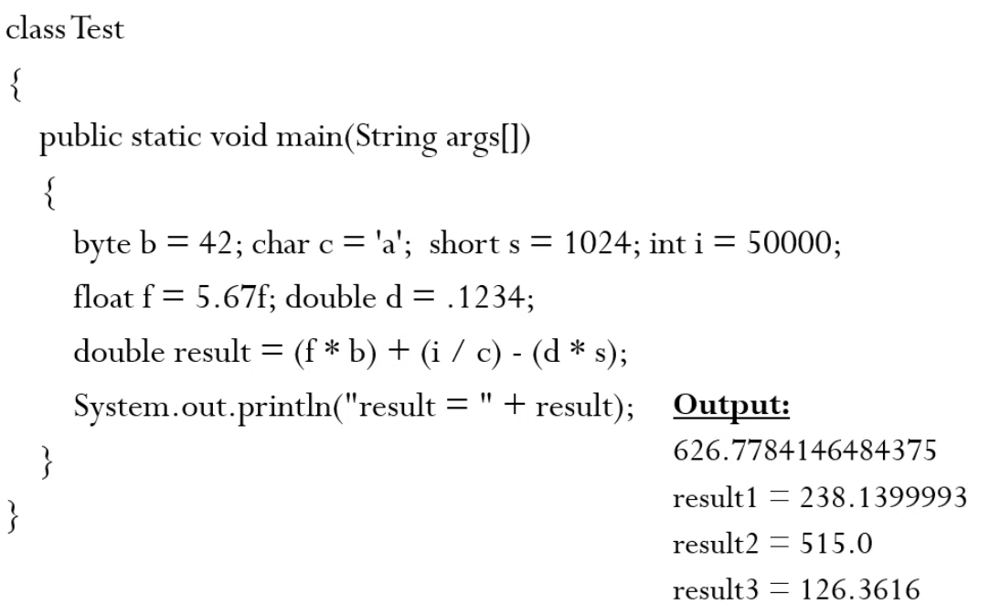 class Test
{
public static void main(String args[])
{
byte b = 42; char c = 'a';  short s = 1024; int i = 50000;
float f = 5.67f; double d = .1234;
double result = (f * b) + (i / c) - (d * s);
System.out.println("result = " + result);
}
}
Output:
626.7784146484375
result1 = 238.1399993
result2 = 515.0
result3 = 126.3616